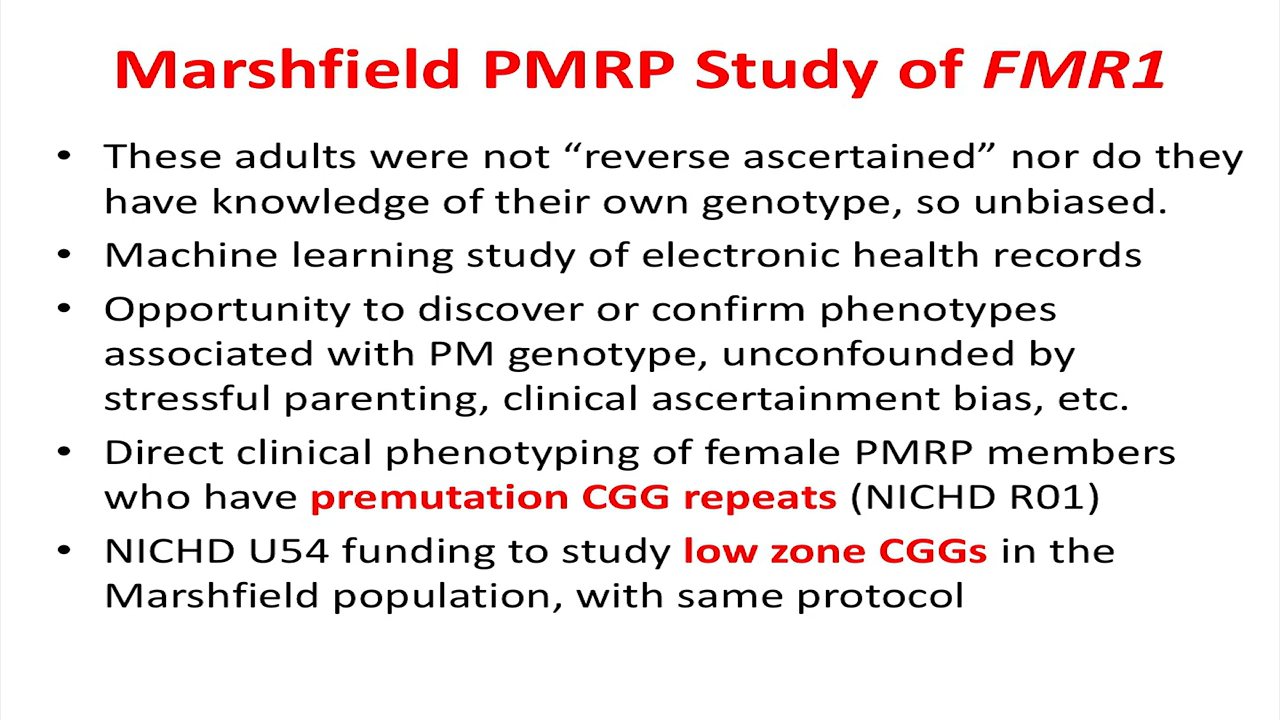 Marshfield PMRP Study of FMR1
• These adults were not “reverse ascertained” nor do they
have knowledge of their own genotype, so unbiased.
• Machine learning study of electronic health records
• Opportunity to discover or confirm phenotypes
associated with PM genotype, unconfounded by
stressful parenting, clinical ascertainment bias, etc.
• Direct clinical phenotyping of female PMRP members
who have premutation CGG repeats (NICHD R01)
• NICHD U54 funding to study low zone CGGs in the
Marshfield population, with same protocol